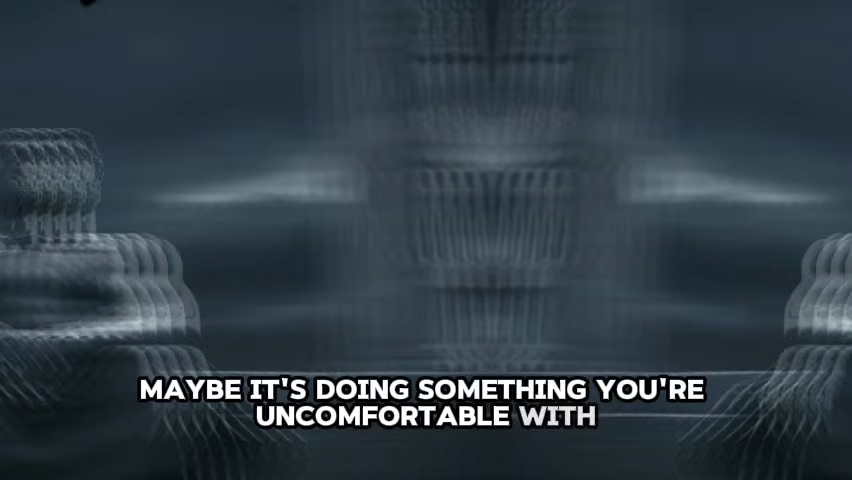 MAYBE IT'S DOING SOMETHING YOU'RE
UNCOMFORTABLE WITH